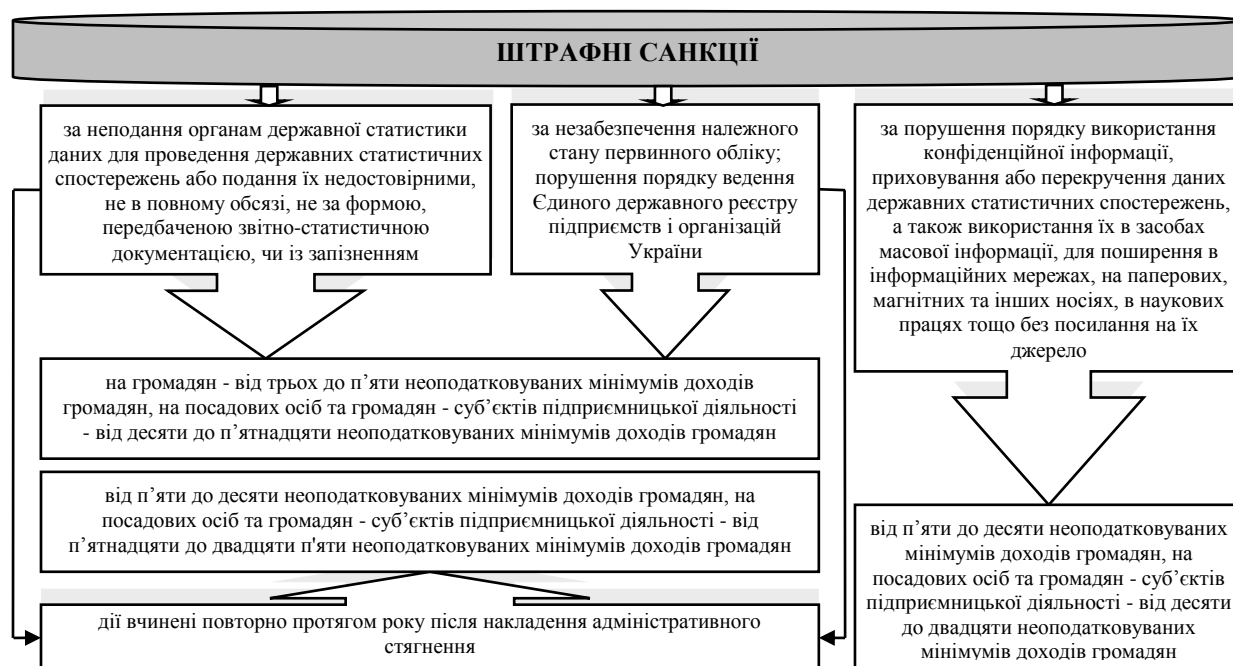 ШТРАФНІ САНКЦІЇ
за неподання органам державної статистики
даних для проведення державних статистичних
спостережень або подання їх недостовірними,
не в повному обсязі, не за формою,
передбаченою звітно-статистичною
документацією, чи із запізненням
за незабезпечення належного
стану первинного обліку;
порушення порядку ведення
Єдиного державного реєстру
підприємств і організацій
України
за порушення порядку використання
конфіденційної інформації,
приховування або перекручення даних
державних статистичних спостережень,
а також використання їх в засобах
масової інформації, для поширення в
інформаційних мережах, на паперових,
магнітних та інших носіях, в наукових
працях тощо без посилання на їх
джерело
на громадян - від трьох до п’яти неоподатковуваних мінімумів доходів
громадян, на посадових осіб та громадян - суб’єктів підприємницької діяльності
- від десяти до п’ятнадцяти неоподатковуваних мінімумів доходів громадян
від п’яти до десяти неоподатковуваних мінімумів доходів громадян, на
посадових осіб та громадян - суб’єктів підприємницької діяльності - від
п’ятнадцяти до двадцяти п'яти неоподатковуваних мінімумів доходів громадян
дії вчинені повторно протягом року після накладення адміністративного
стягнення
від п’яти до десяти неоподатковуваних
мінімумів доходів громадян, на
посадових осіб та громадян - суб’єктів
підприємницької діяльності - від десяти
до двадцяти неоподатковуваних
мінімумів доходів громадян